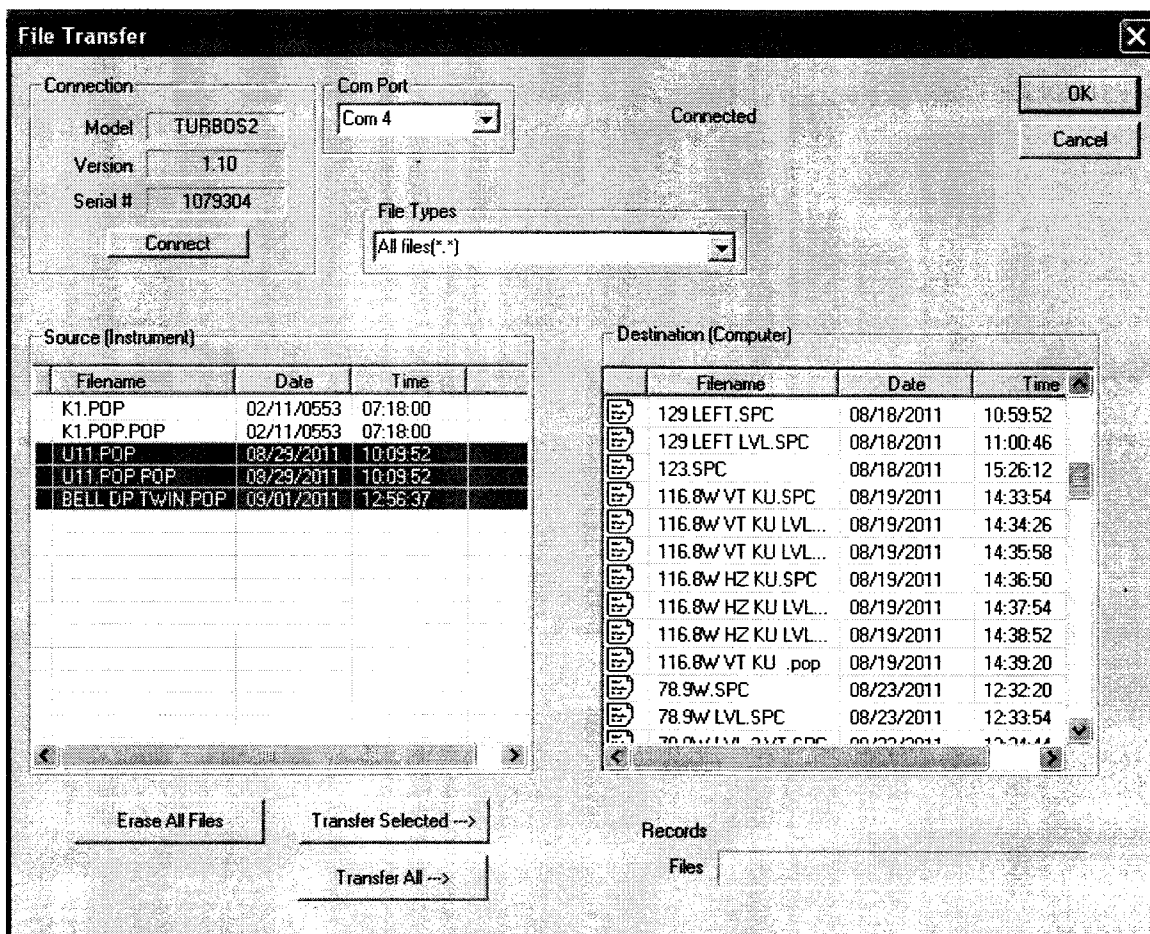 File Transfer
Connection
Model TURBOS2
Version 1.10
Serial # 1079304
Connect
Com Port
Com 4
Connected
OK
Cancel
File Types
All files(*.*)
Source (Instrument)
Filename Date Time
K1.POP 02/11/0553 07:18:00
K1.POP.POP 02/11/0553 07:18:00
U11.POP 08/29/2011 10:09:52
U11.POP.POP 08/29/2011 10:09:52
BELL DP TWIN.POP 09/01/2011 12:56:37
Destination (Computer)
Filename Date Time
129 LEFT.SPC 08/18/2011 10:59:52
129 LEFT LVL.SPC 08/18/2011 11:00:46
123.SPC 08/18/2011 15:26:12
116.8W VT KU.SPC 08/19/2011 14:33:54
116.8W VT KU LVL... 08/19/2011 14:34:26
116.8W VT KU LVL... 08/19/2011 14:35:58
116.8W HZ KU.SPC 08/19/2011 14:36:50
116.8W HZ KU LVL... 08/19/2011 14:37:54
116.8W HZ KU LVL... 08/19/2011 14:38:52
116.8W VT KU .pop 08/19/2011 14:39:20
78.9W.SPC 08/23/2011 12:32:20
78.9W LVL.SPC 08/23/2011 12:33:54
Erase All Files
Transfer Selected -->
Transfer All -->
Records
Files